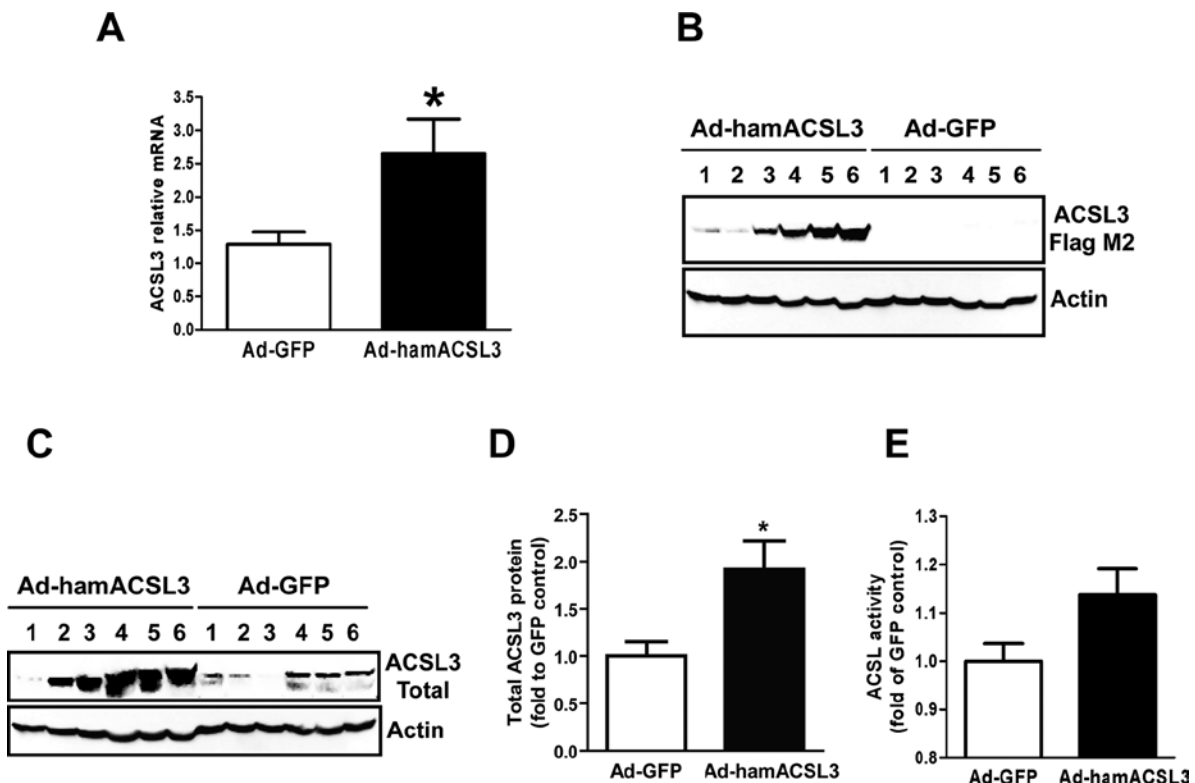 A
ACSL3 relative mRNA
3.5
3.0
2.5
2.0
1.5
1.0
0.5
0.0
*
Ad-GFP Ad-hamACSL3
B
Ad-hamACSL3 Ad-GFP
1 2 3 4 5 6 1 2 3 4 5 6
ACSL3
Flag M2
Actin
C
Ad-hamACSL3 Ad-GFP
1 2 3 4 5 6 1 2 3 4 5 6
ACSL3
Total
Actin
D
Total ACSL3 protein
(fold to GFP control)
2.5
2.0
1.5
1.0
0.5
0.0
*
Ad-GFP Ad-hamACSL3
E
ACSL activity
(fold of GFP control)
1.3
1.2
1.1
1.0
0.9
0.8
Ad-GFP Ad-hamACSL3